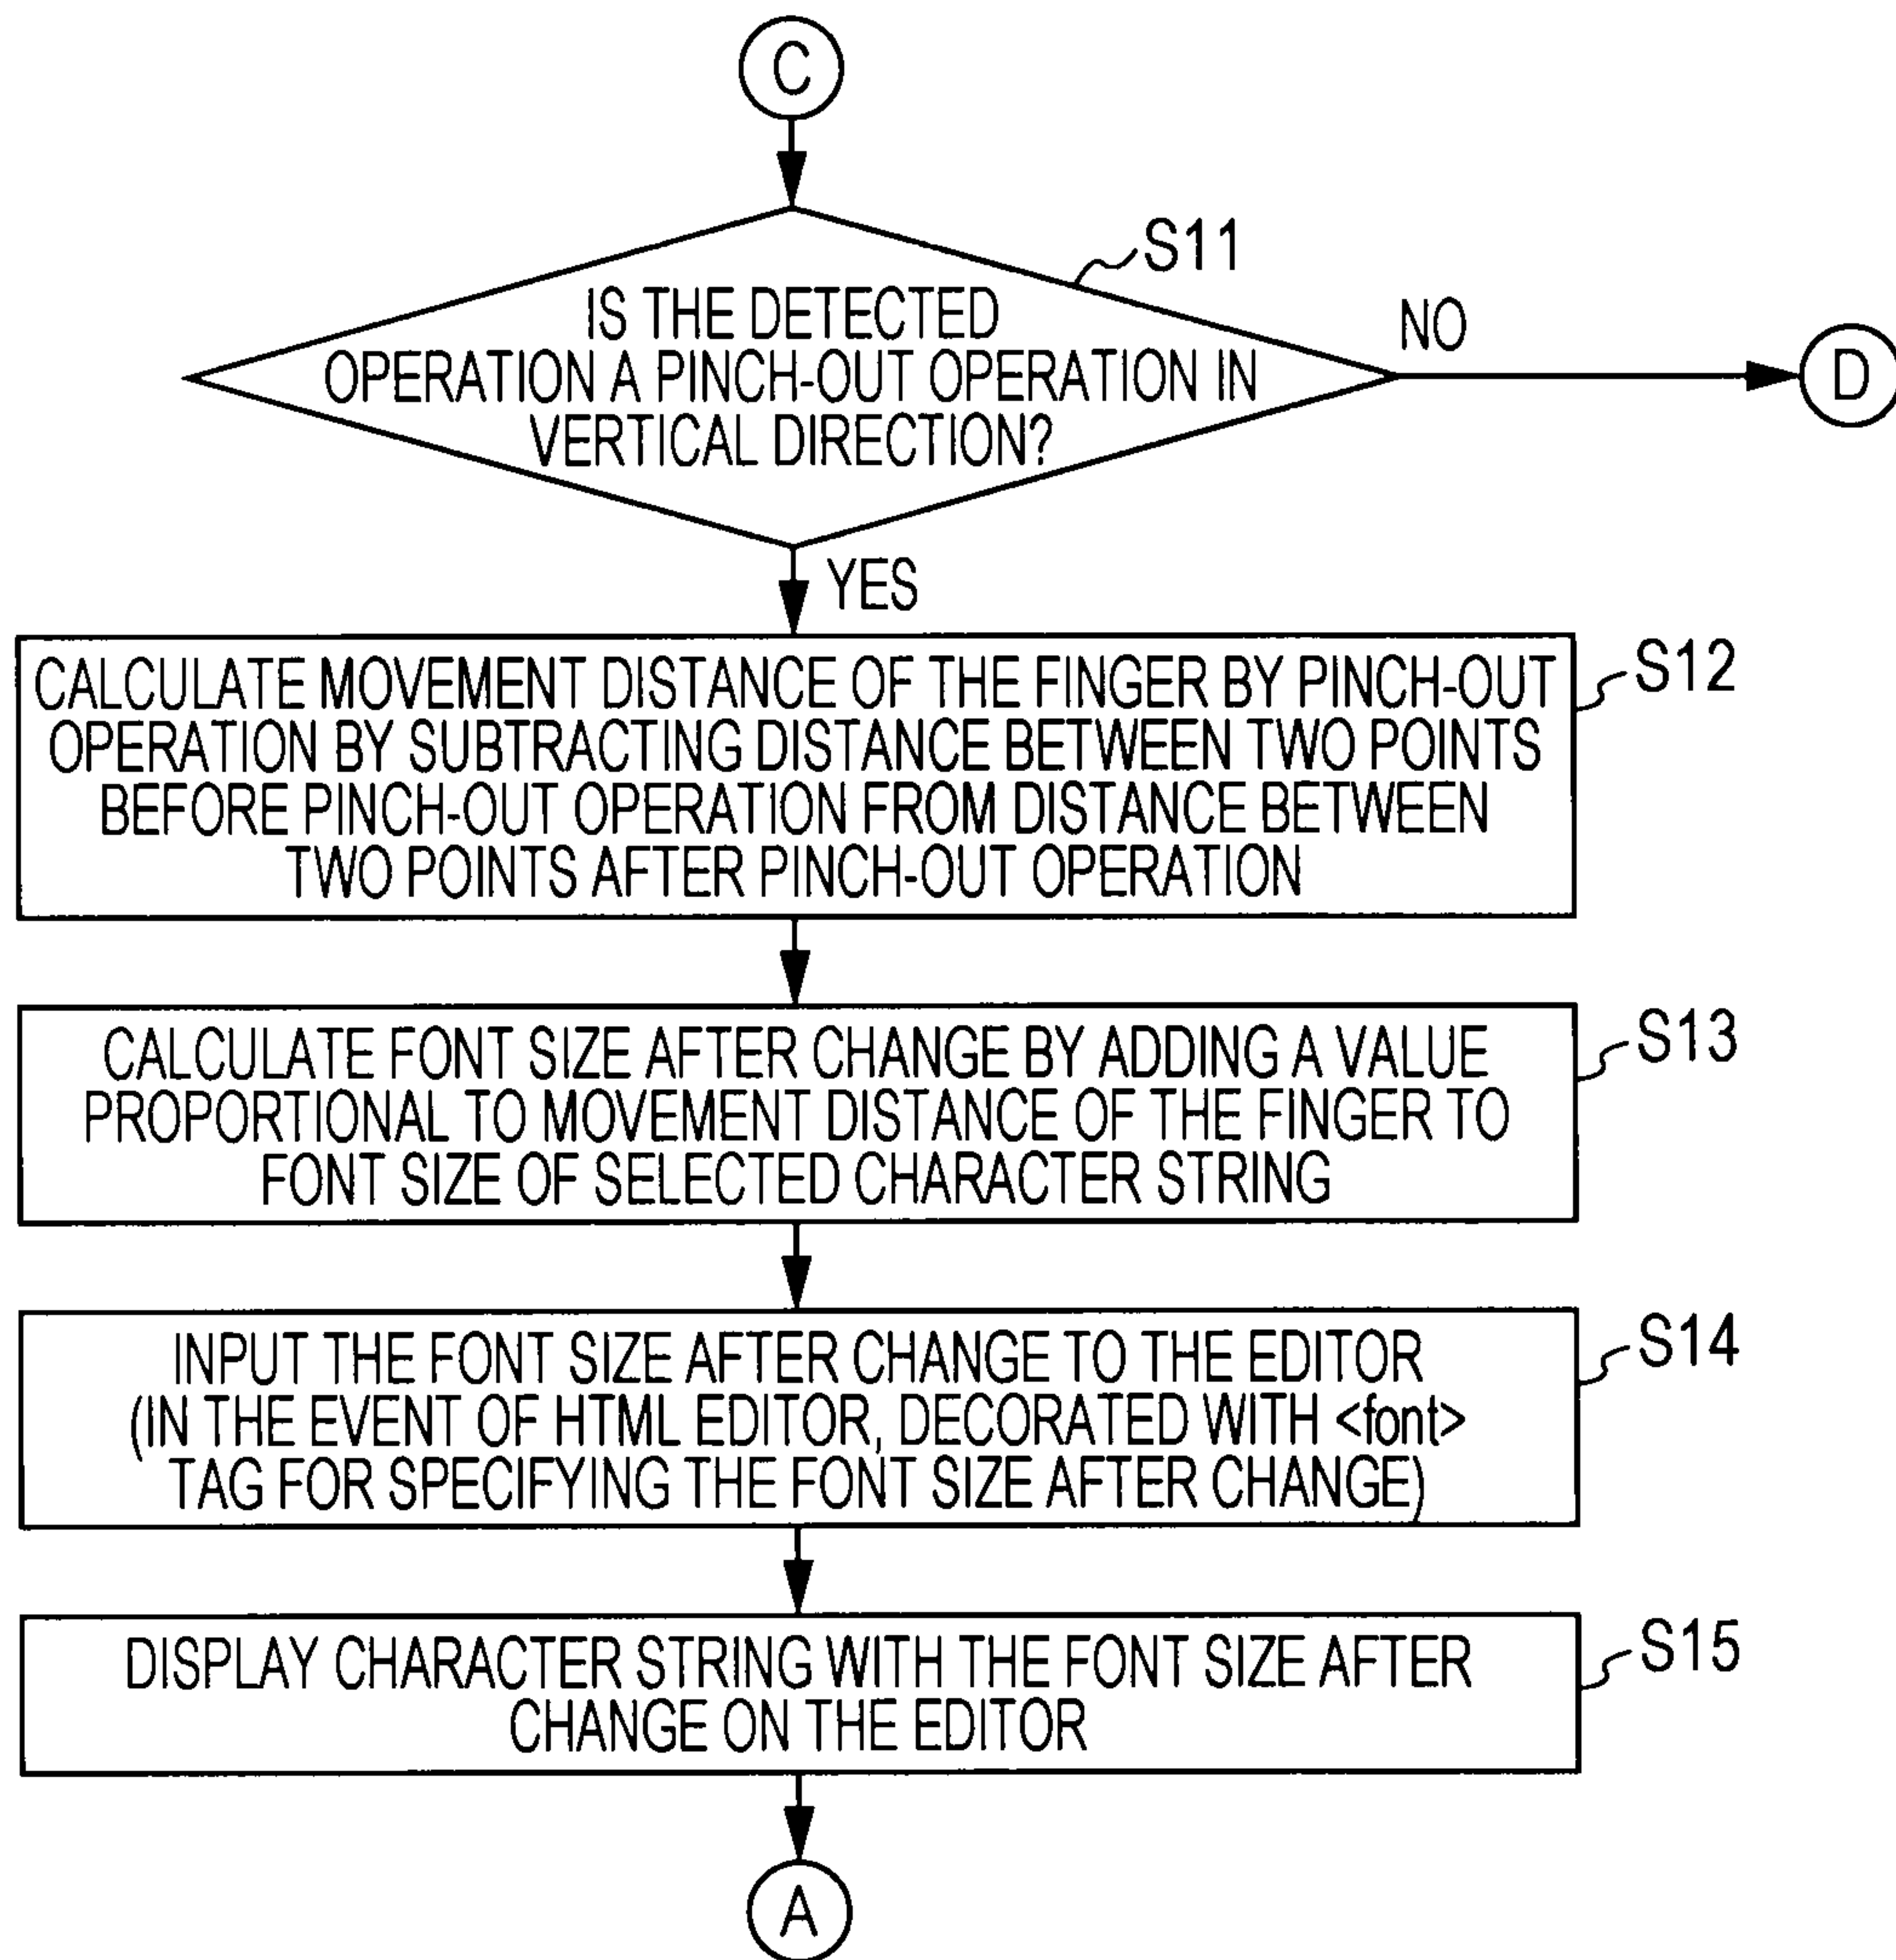 C
S11
IS THE DETECTED
OPERATION A PINCH-OUT OPERATION IN
VERTICAL DIRECTION?
NO
D
YES
S12
CALCULATE MOVEMENT DISTANCE OF THE FINGER BY PINCH-OUT
OPERATION BY SUBTRACTING DISTANCE BETWEEN TWO POINTS
BEFORE PINCH-OUT OPERATION FROM DISTANCE BETWEEN
TWO POINTS AFTER PINCH-OUT OPERATION
S13
CALCULATE FONT SIZE AFTER CHANGE BY ADDING A VALUE
PROPORTIONAL TO MOVEMENT DISTANCE OF THE FINGER TO
FONT SIZE OF SELECTED CHARACTER STRING
S14
INPUT THE FONT SIZE AFTER CHANGE TO THE EDITOR
(IN THE EVENT OF HTML EDITOR, DECORATED WITH <font>
TAG FOR SPECIFYING THE FONT SIZE AFTER CHANGE)
S15
DISPLAY CHARACTER STRING WITH THE FONT SIZE AFTER
CHANGE ON THE EDITOR
A